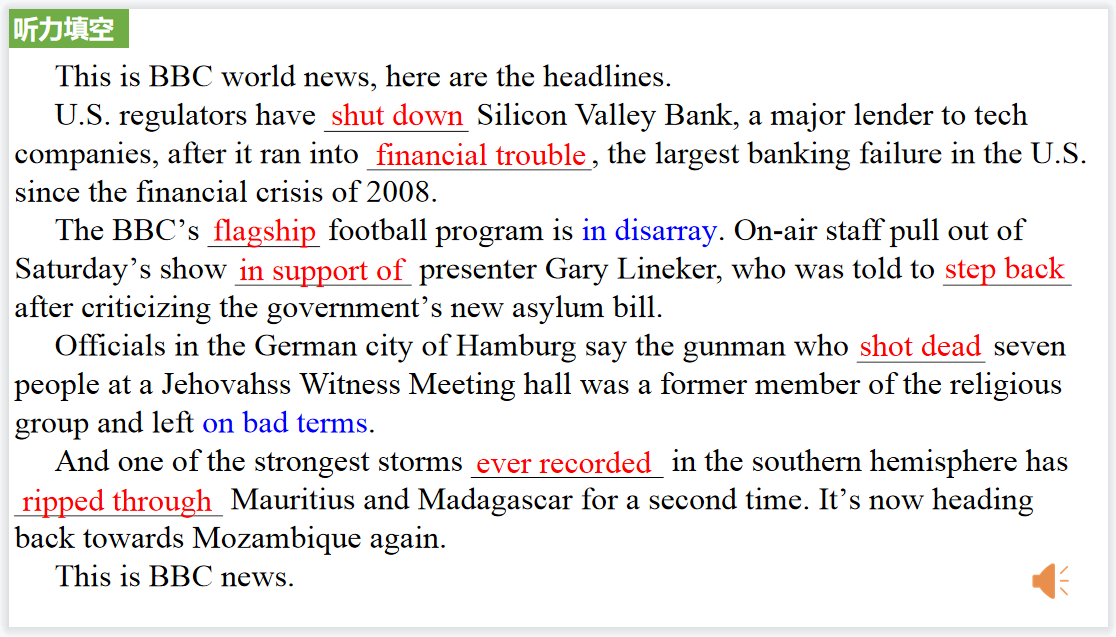 听力填空
This is BBC world news, here are the headlines.
U.S. regulators have shut down Silicon Valley Bank, a major lender to tech
companies, after it ran into financial trouble, the largest banking failure in the U.S.
since the financial crisis of 2008.
The BBC’s flagship football program is in disarray. On-air staff pull out of
Saturday’s show in support of presenter Gary Lineker, who was told to step back
after criticizing the government’s new asylum bill.
Officials in the German city of Hamburg say the gunman who shot dead seven
people at a Jehovahss Witness Meeting hall was a former member of the religious
group and left on bad terms.
And one of the strongest storms ever recorded in the southern hemisphere has
ripped through Mauritius and Madagascar for a second time. It’s now heading
back towards Mozambique again.
This is BBC news.